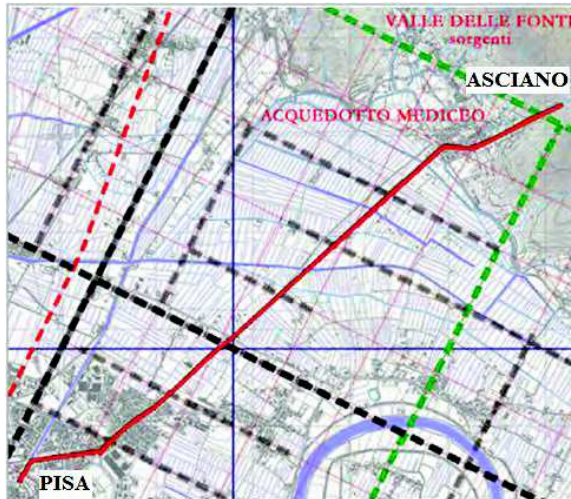 VALLE DELLE FONTI
sorgenti
ASCIANO
ACQUEDOTTO MEDICEO
PISA